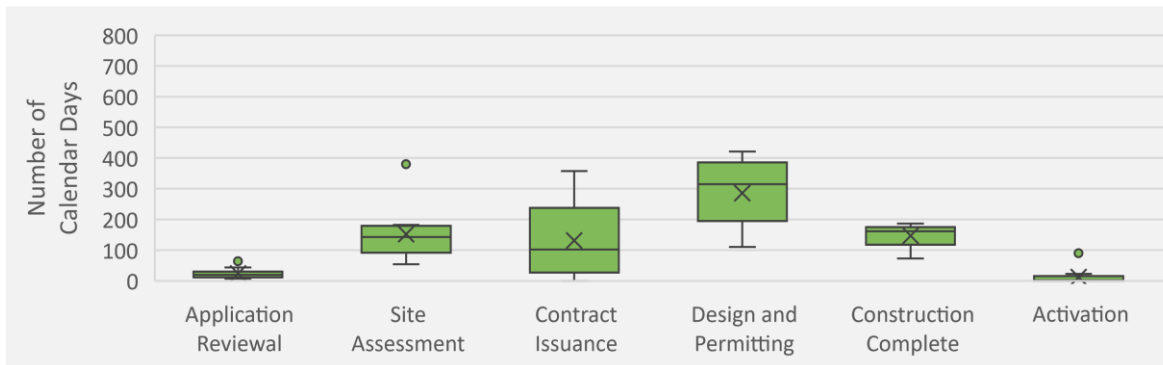 Number of
Calendar Days
800
700
600
500
400
300
200
100
0
Application
Reviewal
Site
Assessment
Contract
Issuance
Design and
Permitting
Construction
Complete
Activation